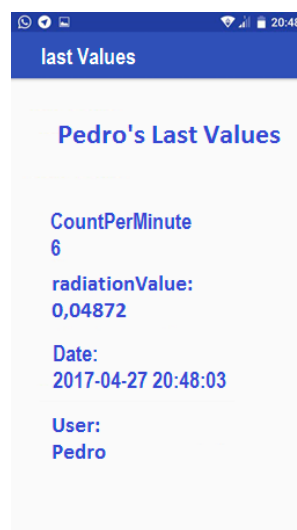 20:48
last Values
Pedro's Last Values
CountPerMinute
6
radiationValue:
0,04872
Date:
2017-04-27 20:48:03
User:
Pedro